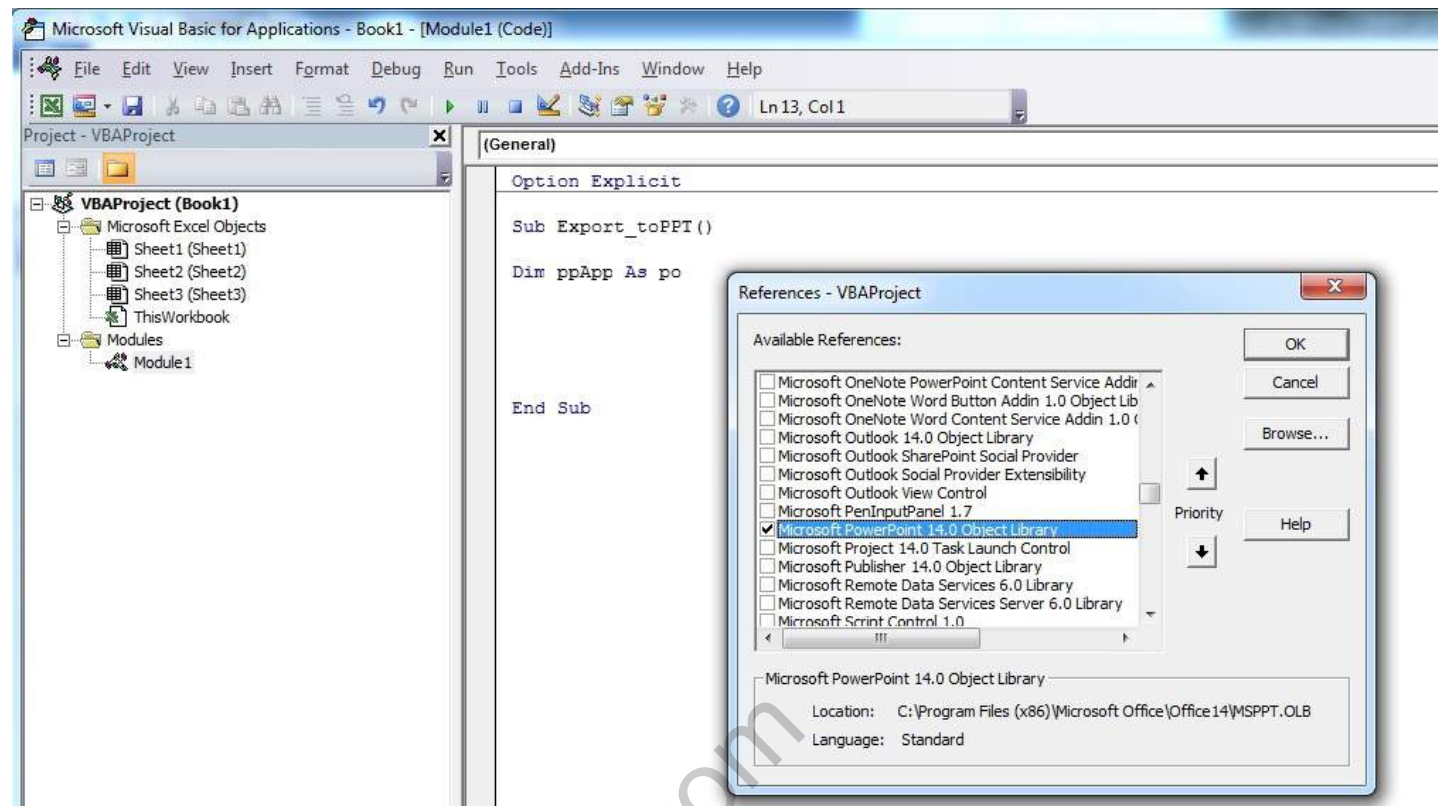 Microsoft Visual Basic for Applications - Book1 - [Module1 (Code)]
File Edit View Insert Format Debug Run Tools Add-Ins Window Help
Ln 13, Col 1
Project - VBAProject
VBAProject (Book1)
Microsoft Excel Objects
Sheet1 (Sheet1)
Sheet2 (Sheet2)
Sheet3 (Sheet3)
ThisWorkbook
Modules
Module1
(General)
Option Explicit
Sub Export_toPPT()
Dim ppApp As po
End Sub
References - VBAProject
Available References:
Microsoft OneNote PowerPoint Content Service Addir
Microsoft OneNote Word Button Addin 1.0 Object Lib
Microsoft OneNote Word Content Service Addin 1.0 (
Microsoft Outlook 14.0 Object Library
Microsoft Outlook SharePoint Social Provider
Microsoft Outlook Social Provider Extensibility
Microsoft Outlook View Control
Microsoft PenInputPanel 1.7
Microsoft PowerPoint 14.0 Object Library
Microsoft Project 14.0 Task Launch Control
Microsoft Publisher 14.0 Object Library
Microsoft Remote Data Services 6.0 Library
Microsoft Remote Data Services Server 6.0 Library
Microsoft Script Control 1.0
OK
Cancel
Browse...
Priority
Help
Microsoft PowerPoint 14.0 Object Library
Location: C:\Program Files (x86)\Microsoft Office\Office14\MSPPT.OLB
Language: Standard
com